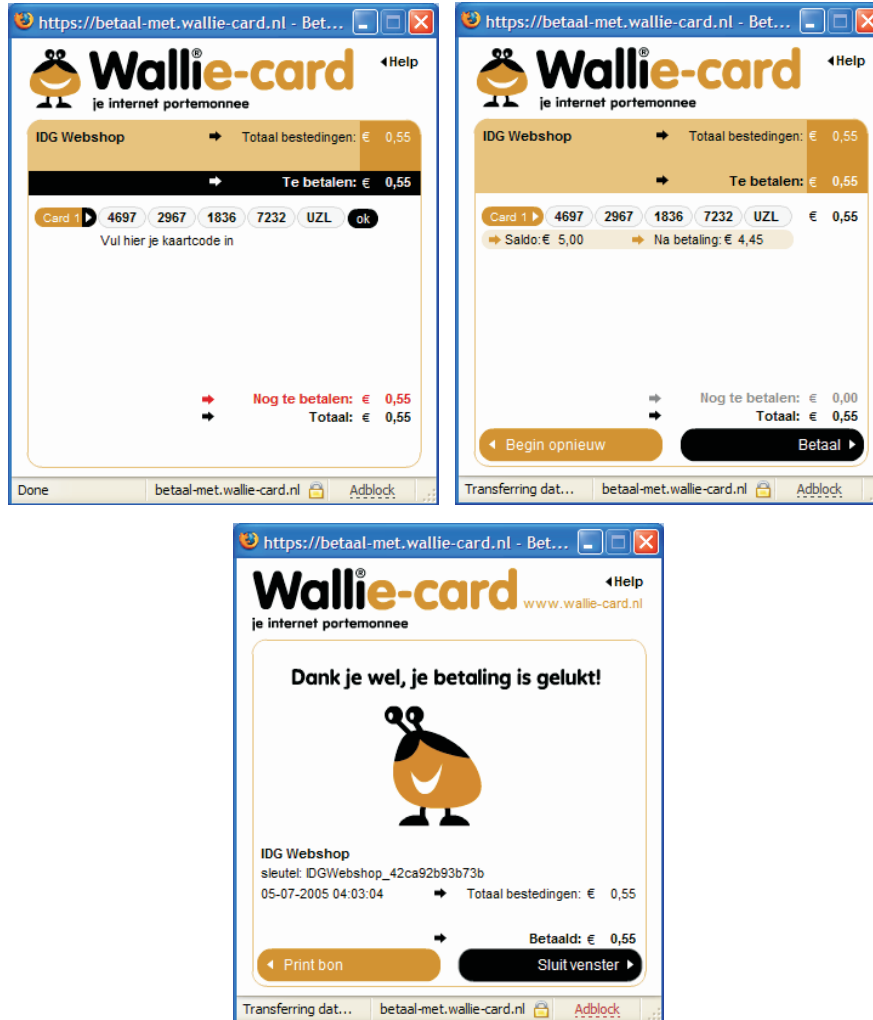 https://betaal-met.wallie-card.nl - Bet...
Wallie-card®
Help
je internet portemonnee
IDG Webshop Totaal bestedingen: € 0,55
Te betalen: € 0,55
Card 1 4697 2967 1836 7232 UZL ok
Vul hier je kaartcode in
Nog te betalen: € 0,55
Totaal: € 0,55
Done betaal-met.wallie-card.nl Adblock
https://betaal-met.wallie-card.nl - Bet...
Wallie-card®
Help
je internet portemonnee
IDG Webshop Totaal bestedingen: € 0,55
Te betalen: € 0,55
Card 1 4697 2967 1836 7232 UZL € 0,55
Saldo: € 5,00 Na betaling: € 4,45
Nog te betalen: € 0,00
Totaal: € 0,55
Begin opnieuw Betaal
Transferring dat... betaal-met.wallie-card.nl Adblock
https://betaal-met.wallie-card.nl - Bet...
Wallie-card®
Help
www.wallie-card.nl
je internet portemonnee
Dank je wel, je betaling is gelukt!
IDG Webshop
sleutel: IDGWebshop_42ca92b93b73b
05-07-2005 04:03:04 Totaal bestedingen: € 0,55
Betaald: € 0,55
Print bon Sluit venster
Transferring dat... betaal-met.wallie-card.nl Adblock